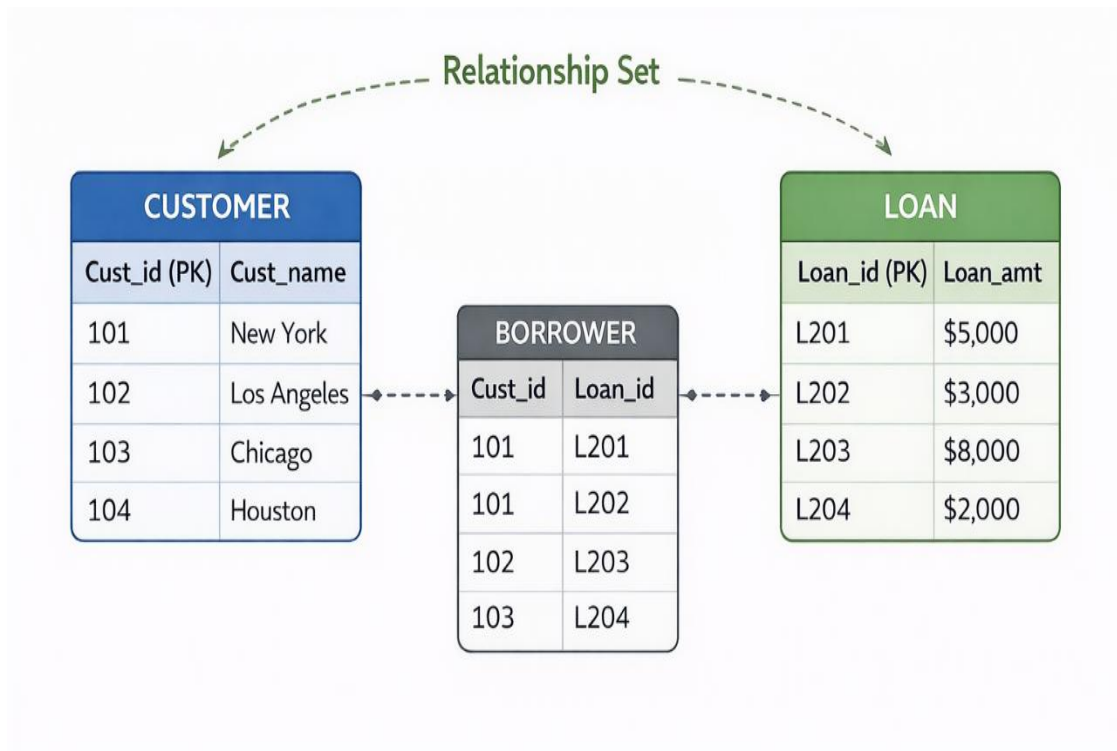 Relationship Set
CUSTOMER
Cust_id (PK) Cust_name
101 New York
102 Los Angeles
103 Chicago
104 Houston
BORROWER
Cust_id Loan_id
101 L201
101 L202
102 L203
103 L204
LOAN
Loan_id (PK) Loan_amt
L201 $5,000
L202 $3,000
L203 $8,000
L204 $2,000